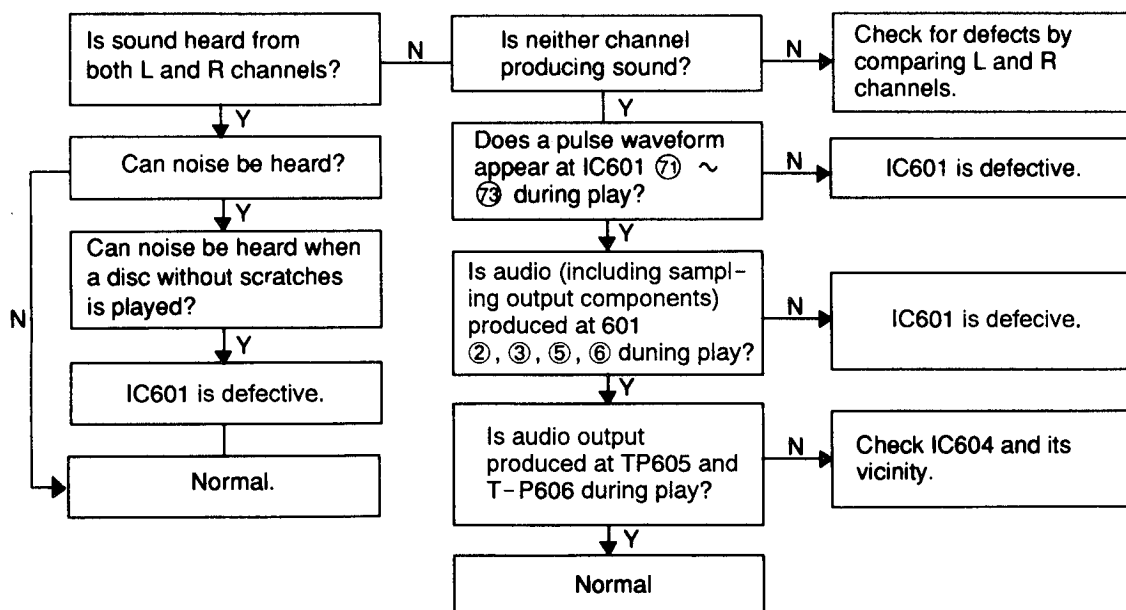 Is sound heard from
both L and R channels?
N
Y
Can noise be heard?
Y
Can noise be heard when
a disc without scratches
is played?
N
Y
IC601 is defective.
Normal.
Is neither channel
producing sound?
N
Check for defects by
comparing L and R
channels.
Y
Does a pulse waveform
appear at IC601 ㉛ ~
㉝ during play?
N
IC601 is defective.
Y
Is audio (including sampl-
ing output components)
produced at 601
②, ③, ⑤, ⑥ duning play?
N
IC601 is defecive.
Y
Is audio output
produced at TP605 and
T-P606 during play?
N
Check IC604 and its
vicinity.
Y
Normal